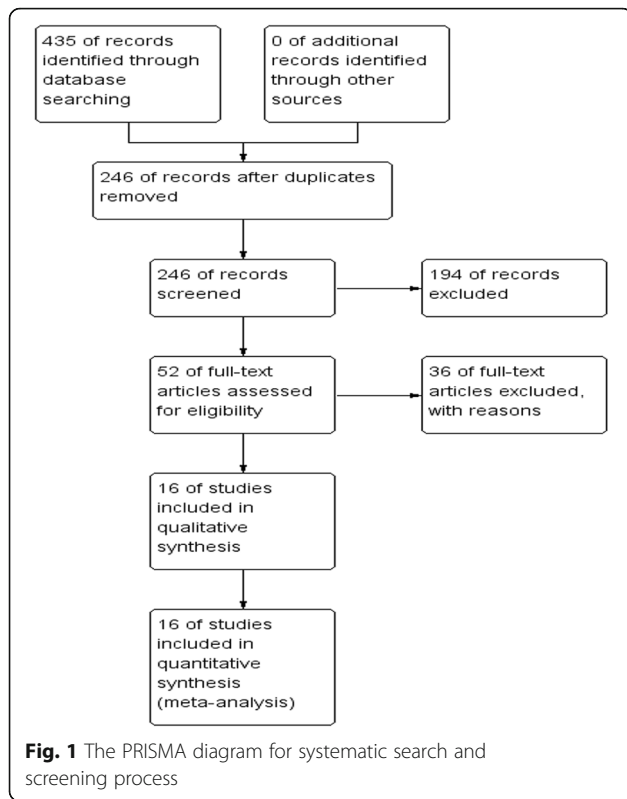 435 of records
identified through
database
searching
0 of additional
records identified
through other
sources
246 of records after duplicates
removed
246 of records
screened
194 of records
excluded
52 of full-text
articles assessed
for eligibility
36 of full-text
articles excluded,
with reasons
16 of studies
included in
qualitative
synthesis
16 of studies
included in
quantitative
synthesis
(meta-analysis)
Fig. 1 The PRISMA diagram for systematic search and
screening process